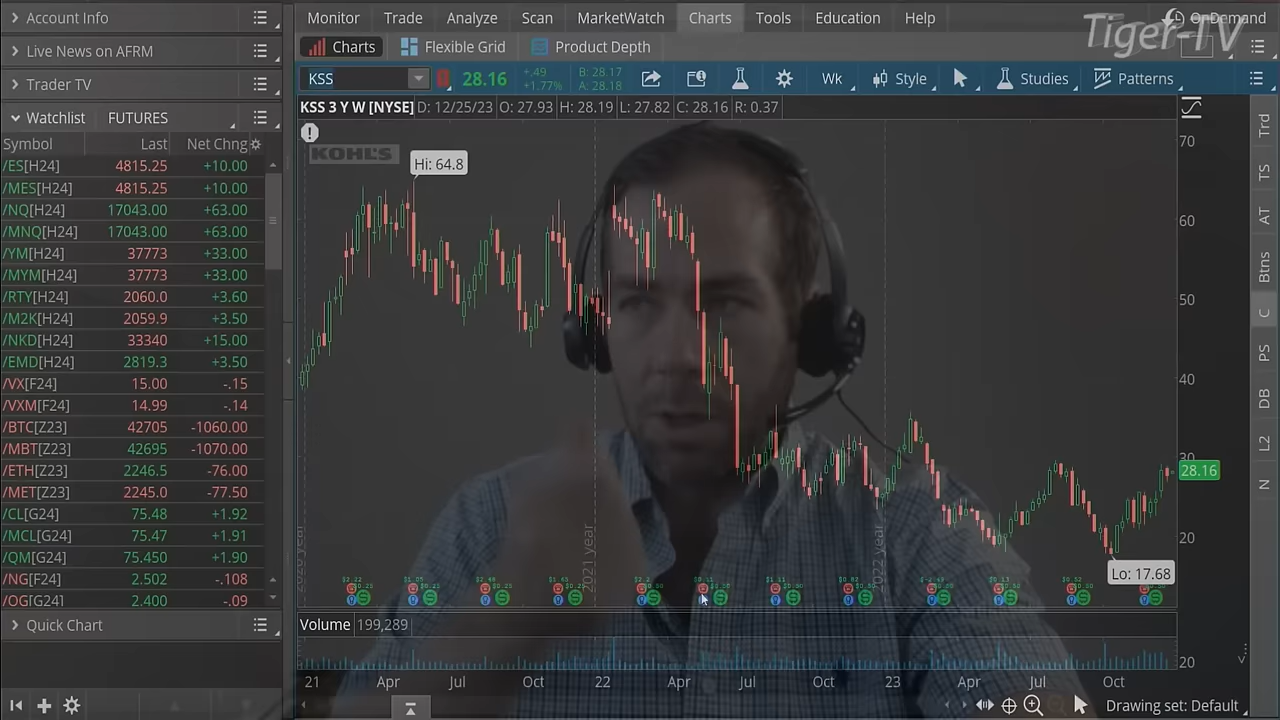 Account Info
Live News on AFRM
Trader TV
Watchlist FUTURES
Symbol Last Net Chng
/ES[H24] 4815.25 +10.00
/MES[H24] 4815.25 +10.00
/NQ[H24] 17043.00 +63.00
/MNQ[H24] 17043.00 +63.00
/YM[H24] 37773 +33.00
/MYM[H24] 37773 +33.00
/RTY[H24] 2060.0 +3.60
/M2K[H24] 2059.9 +3.50
/NKD[H24] 33340 +15.00
/EMD[H24] 2819.3 +3.50
/VX[F24] 15.00 -.15
/VXM[F24] 14.99 -.14
/BTC[Z23] 42705 -1060.00
/MBT[Z23] 42695 -1070.00
/ETH[Z23] 2246.5 -76.00
/MET[Z23] 2245.0 -77.50
/CL[G24] 75.48 +1.92
/MCL[G24] 75.47 +1.91
/QM[G24] 75.450 +1.90
/NG[F24] 2.502 -.108
/QG[G24] 2.400 -.09
Quick Chart
Monitor Trade Analyze Scan MarketWatch Charts Tools Education Help
OnDemand
Tiger-TV
Charts Flexible Grid Product Depth
KSS 28.16 +.49 +1.77% B: 28.17 A: 28.18 Wk Style Studies Patterns
KSS 3 Y W [NYSE] D: 12/25/23 O: 27.93 H: 28.19 L: 27.82 C: 28.16 R: 0.37
KOHL'S
Hi: 64.8
70
60
50
40
30
28.16
20
Lo: 17.68
2021 year
2022 year
Volume 199,289
20
21 Apr Jul Oct 22 Apr Jul Oct 23 Apr Jul Oct
Drawing set: Default
Trd
TS
AT
Btns
C
PS
DB
L2
N